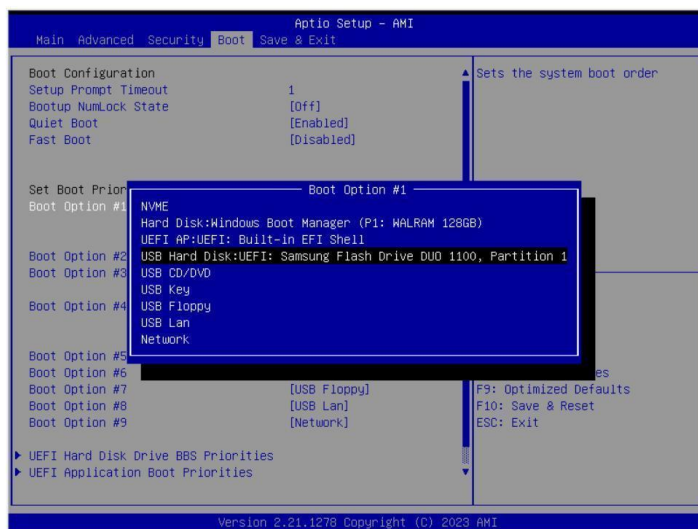 Aptio Setup - AMI
Main Advanced Security Boot Save & Exit
Boot Configuration
Setup Prompt Timeout 1
Bootup NumLock State [Off]
Quiet Boot [Enabled]
Fast Boot [Disabled]
Sets the system boot order
Set Boot Prior
Boot Option #1
Boot Option #2
Boot Option #3
Boot Option #4
Boot Option #5
Boot Option #6
Boot Option #7 [USB Floppy]
Boot Option #8 [USB Lan]
Boot Option #9 [Network]
UEFI Hard Disk Drive BBS Priorities
UEFI Application Boot Priorities
Boot Option #1
NVME
Hard Disk:Windows Boot Manager (P1: WALRAM 128GB)
UEFI AP:UEFI: Built-in EFI Shell
USB Hard Disk:UEFI: Samsung Flash Drive DUO 1100, Partition 1
USB CD/DVD
USB Key
USB Floppy
USB Lan
Network
es
F9: Optimized Defaults
F10: Save & Reset
ESC: Exit
Version 2.21.1278 Copyright (C) 2023 AMI